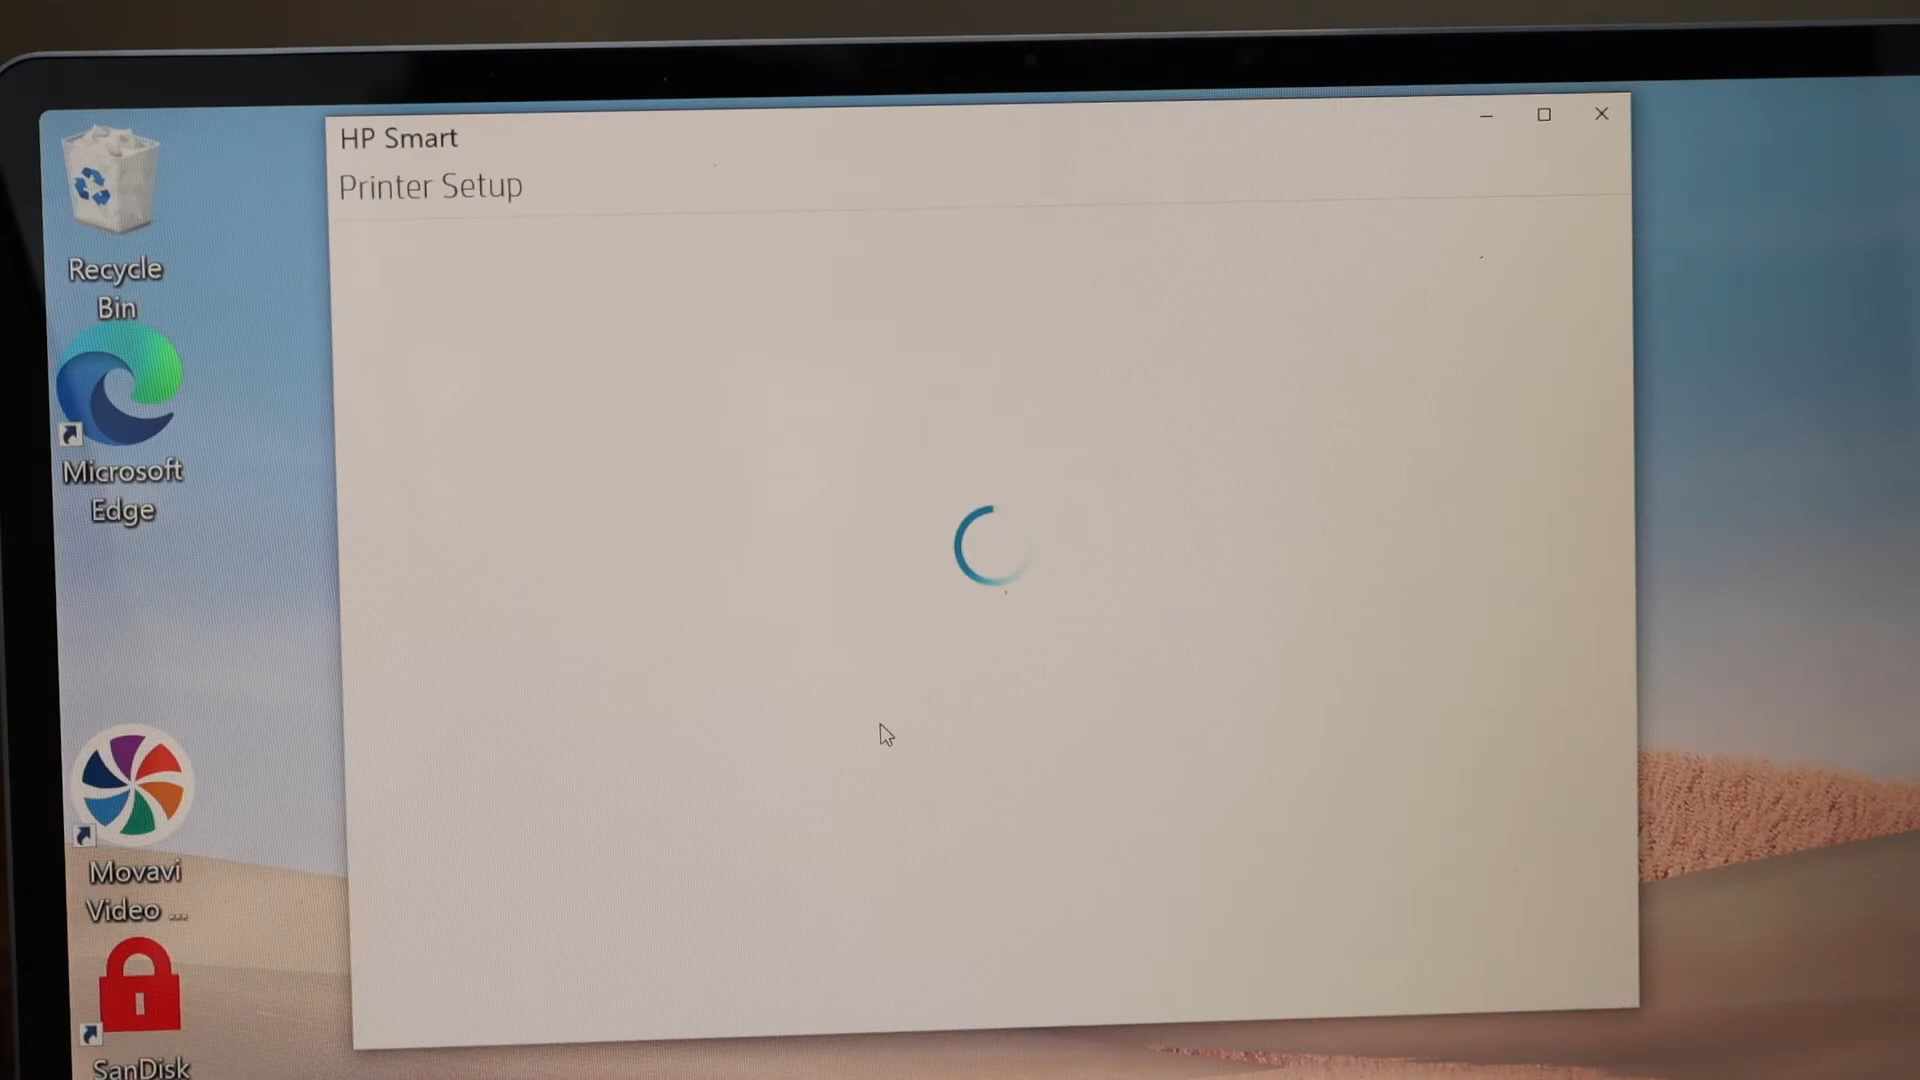 HP Smart
Printer Setup
Recycle
Bin
Microsoft
Edge
Movavi
Video ...
SanDisk